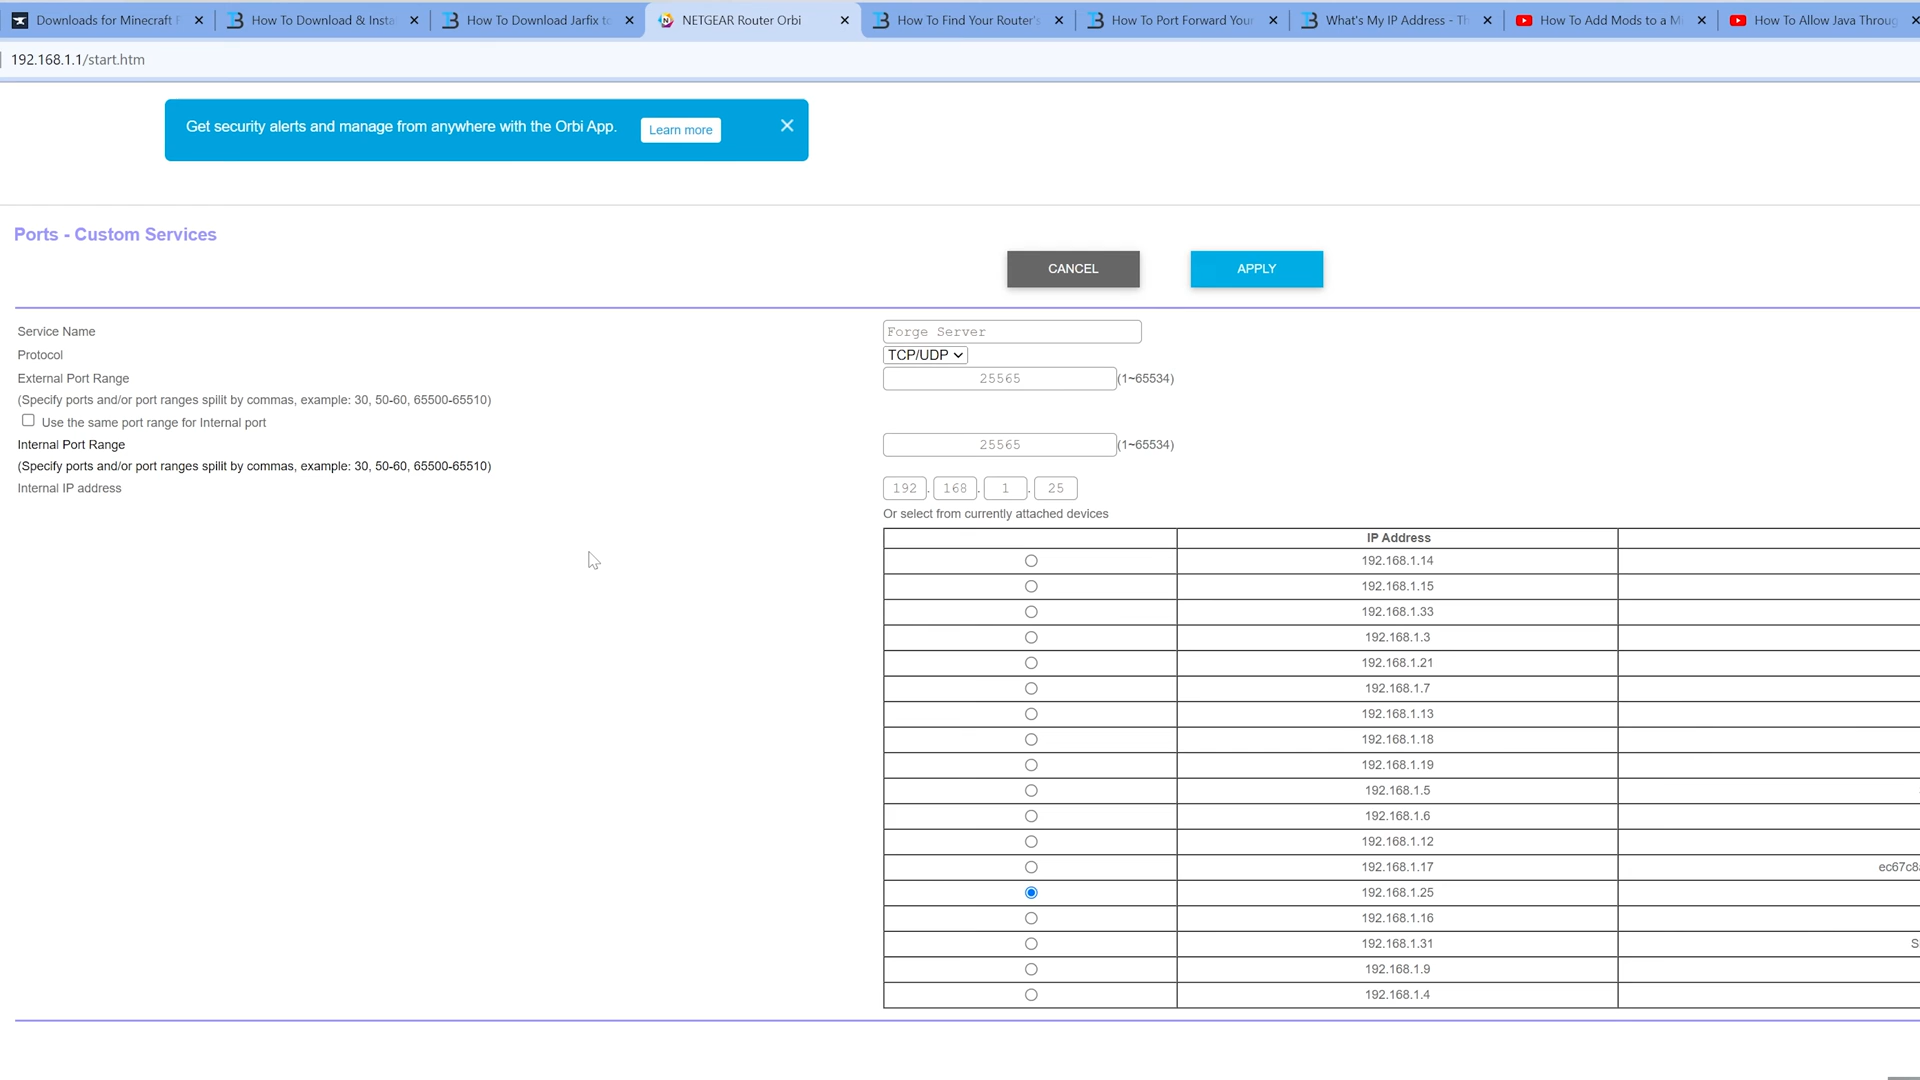 Downloads for Minecraft F
How To Download & Instal
How To Download Jarfix to
NETGEAR Router Orbi
How To Find Your Router's
How To Port Forward Your
What's My IP Address - Th
How To Add Mods to a Mi
How To Allow Java Throug
192.168.1.1/start.htm
Get security alerts and manage from anywhere with the Orbi App.
Learn more
Ports - Custom Services
CANCEL
APPLY
Service Name
Forge Server
Protocol
TCP/UDP
External Port Range
25565
(1~65534)
(Specify ports and/or port ranges spilit by commas, example: 30, 50-60, 65500-65510)
Use the same port range for Internal port
Internal Port Range
25565
(1~65534)
(Specify ports and/or port ranges spilit by commas, example: 30, 50-60, 65500-65510)
Internal IP address
192 . 168 . 1 . 25
Or select from currently attached devices
IP Address
192.168.1.14
192.168.1.15
192.168.1.33
192.168.1.3
192.168.1.21
192.168.1.7
192.168.1.13
192.168.1.18
192.168.1.19
192.168.1.5
192.168.1.6
192.168.1.12
192.168.1.17 ec67c8
192.168.1.25
192.168.1.16
192.168.1.31 S
192.168.1.9
192.168.1.4